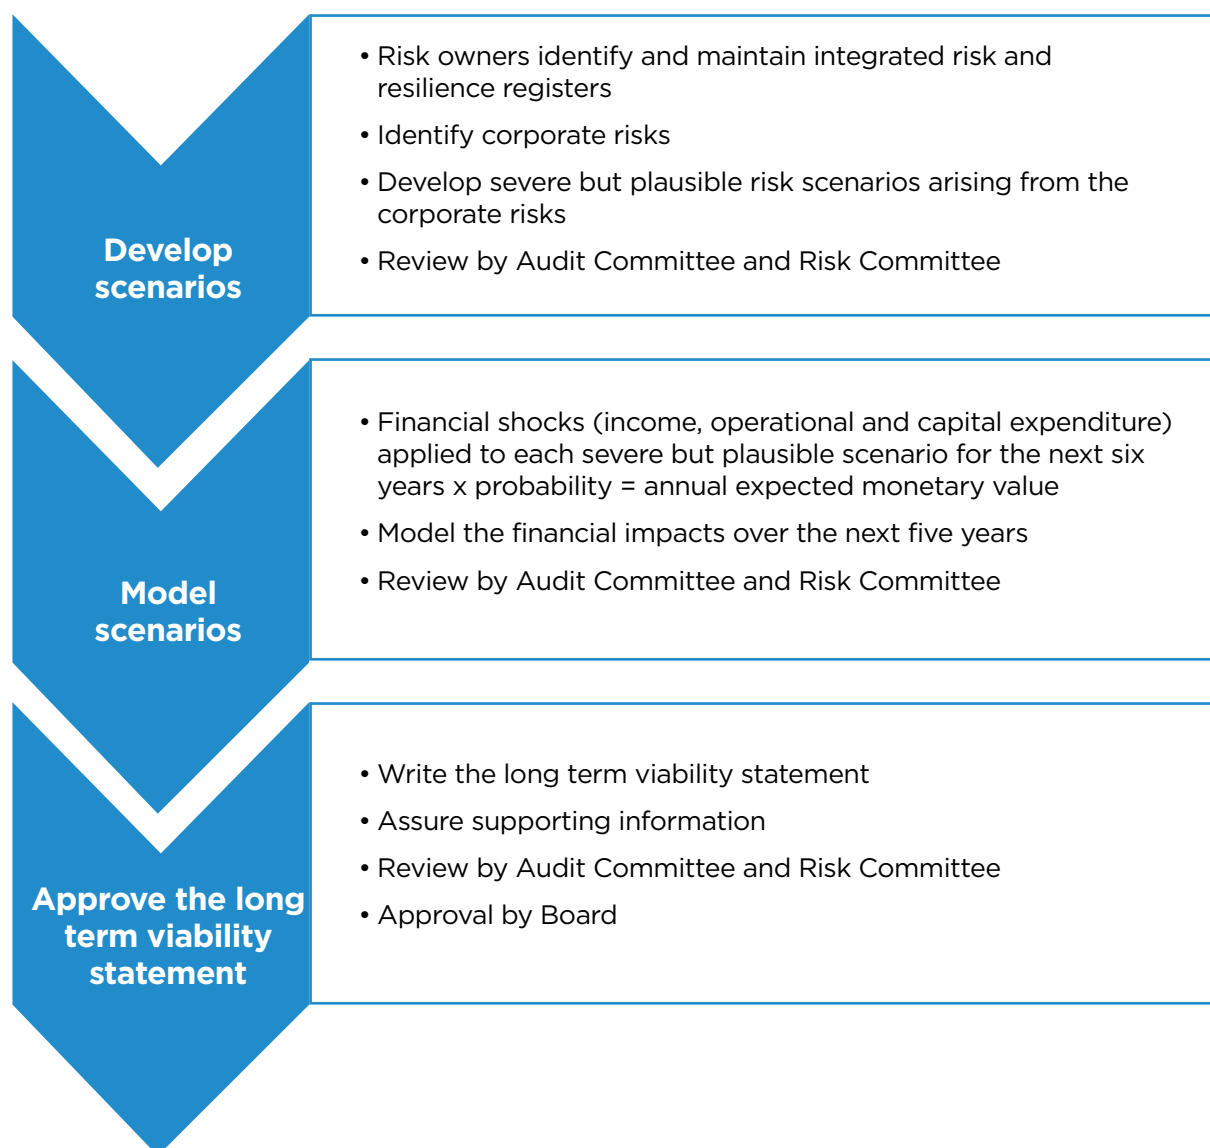 Develop
scenarios
• Risk owners identify and maintain integrated risk and
resilience registers
• Identify corporate risks
• Develop severe but plausible risk scenarios arising from the
corporate risks
• Review by Audit Committee and Risk Committee
Model
scenarios
• Financial shocks (income, operational and capital expenditure)
applied to each severe but plausible scenario for the next six
years x probability = annual expected monetary value
• Model the financial impacts over the next five years
• Review by Audit Committee and Risk Committee
Approve the long
term viability
statement
• Write the long term viability statement
• Assure supporting information
• Review by Audit Committee and Risk Committee
• Approval by Board